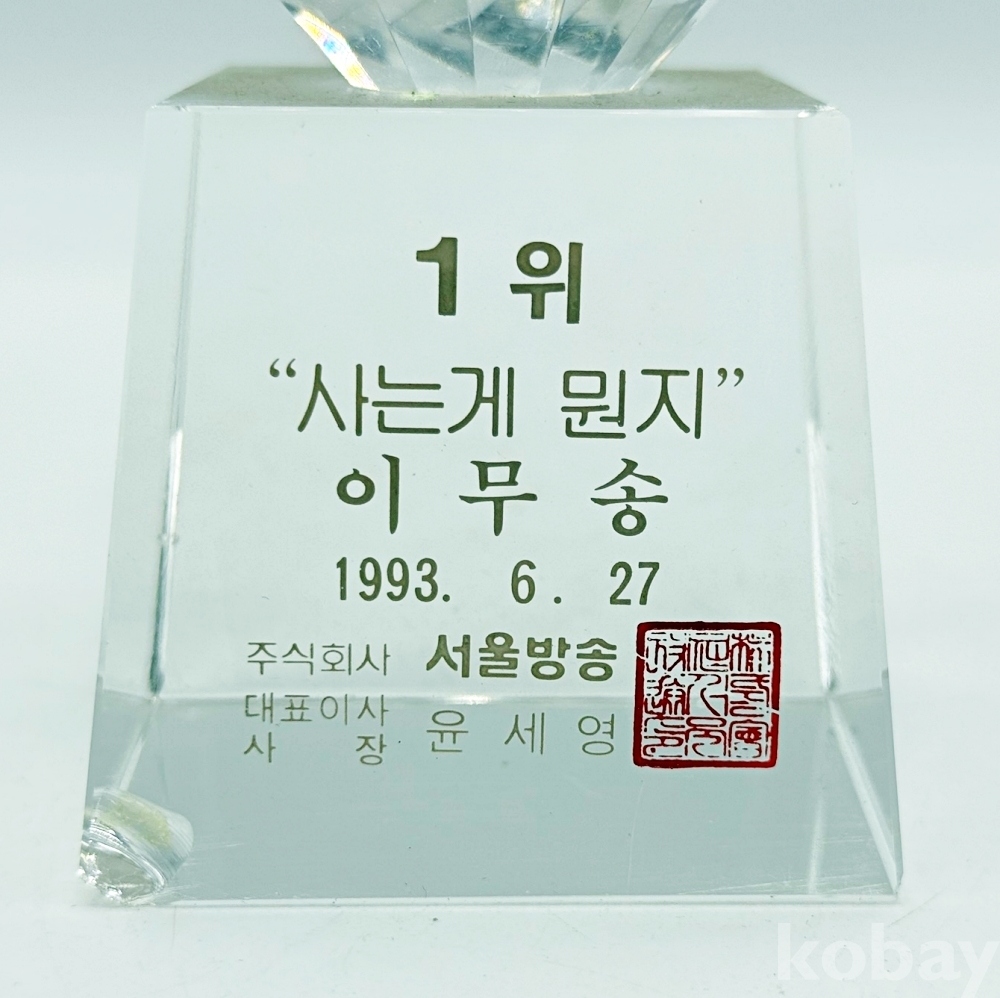 1위
“사는게 뭔지”
이무송
1993. 6. 27
주식회사 서울방송
대표이사
사장 윤세영
kobay